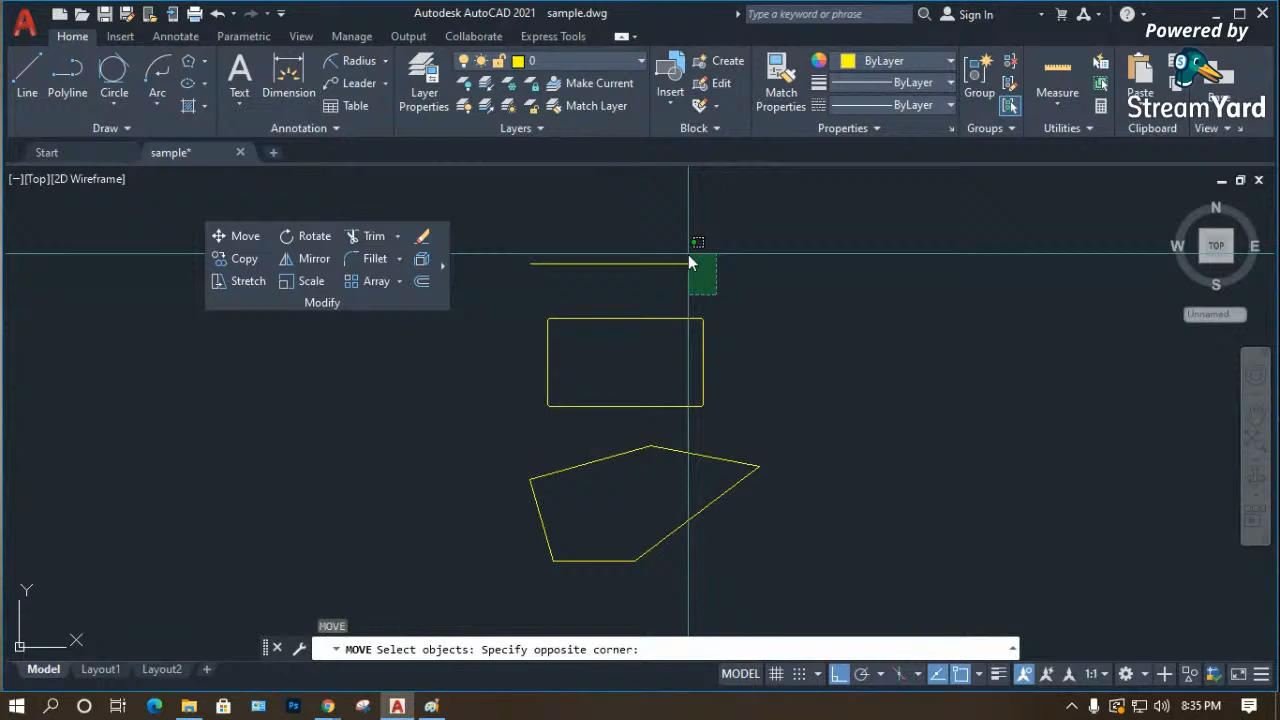 Autodesk AutoCAD 2021 sample.dwg
Type a keyword or phrase
Sign In
Powered by
StreamYard
Home Insert Annotate Parametric View Manage Output Collaborate Express Tools
Line Polyline Circle Arc
Draw
Text Dimension
Radius
Leader
Table
Annotation
Layer
Properties
0
Make Current
Match Layer
Layers
Insert
Create
Edit
Block
Match
Properties
ByLayer
ByLayer
ByLayer
Properties
Group
Groups
Measure
Utilities
Paste
Clipboard
Base
View
Start sample*
[−][Top][2D Wireframe]
N
W TOP E
S
Unnamed
Move Rotate Trim
Copy Mirror Fillet
Stretch Scale Array
Modify
Y
X
MOVE
MOVE Select objects: Specify opposite corner:
Model Layout1 Layout2
MODEL
1:1
8:35 PM